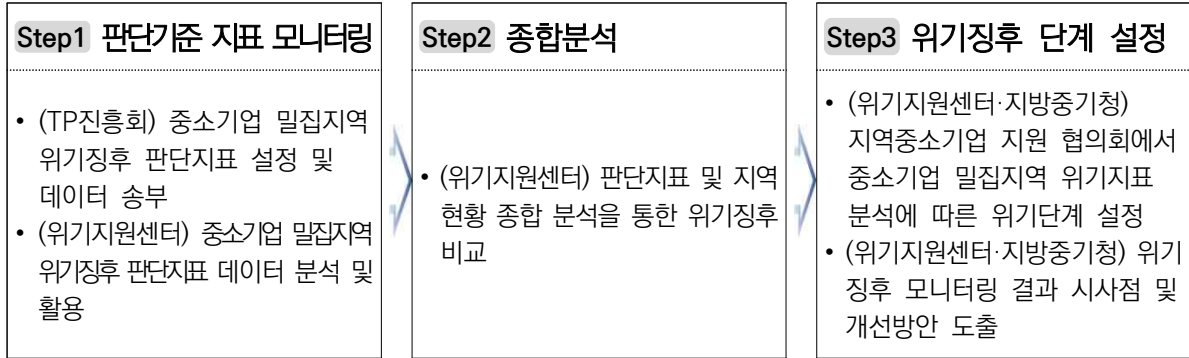 Step1 판단기준 지표 모니터링
• (TP진흥회) 중소기업 밀집지역
위기징후 판단지표 설정 및
데이터 송부
• (위기지원센터) 중소기업 밀집지역
위기징후 판단지표 데이터 분석 및
활용
Step2 종합분석
• (위기지원센터) 판단지표 및 지역
현황 종합 분석을 통한 위기징후
비교
Step3 위기징후 단계 설정
• (위기지원센터·지방중기청)
지역중소기업 지원 협의회에서
중소기업 밀집지역 위기지표
분석에 따른 위기단계 설정
• (위기지원센터·지방중기청) 위기
징후 모니터링 결과 시사점 및
개선방안 도출